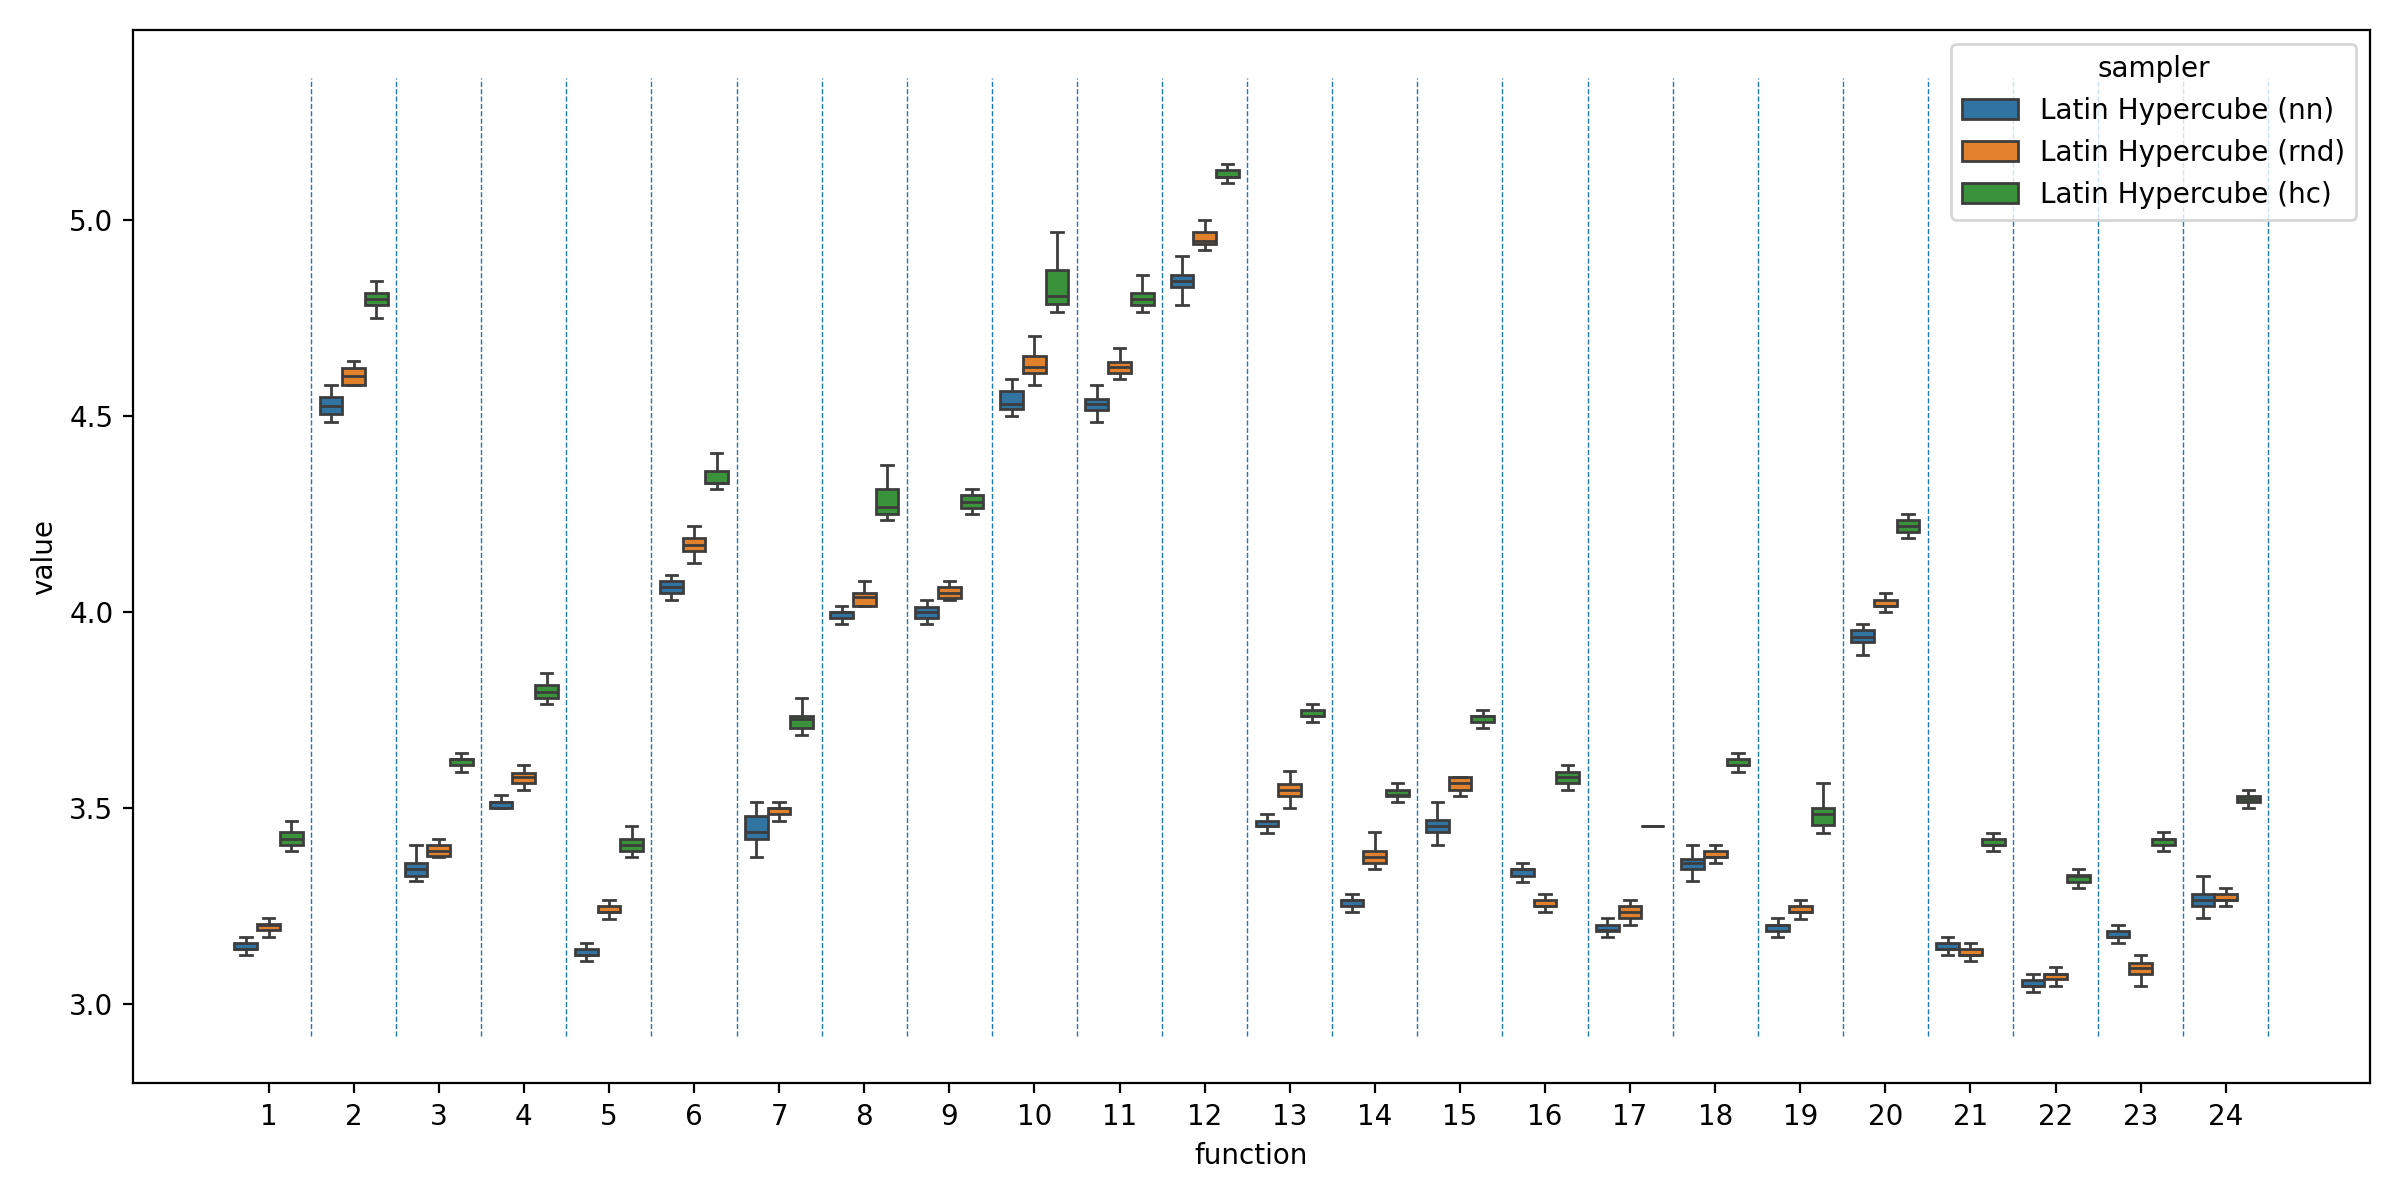 sampler
Latin Hypercube (nn)
Latin Hypercube (rnd)
Latin Hypercube (hc)
value
5.0
4.5
4.0
3.5
3.0
1 2 3 4 5 6 7 8 9 10 11 12 13 14 15 16 17 18 19 20 21 22 23 24
function